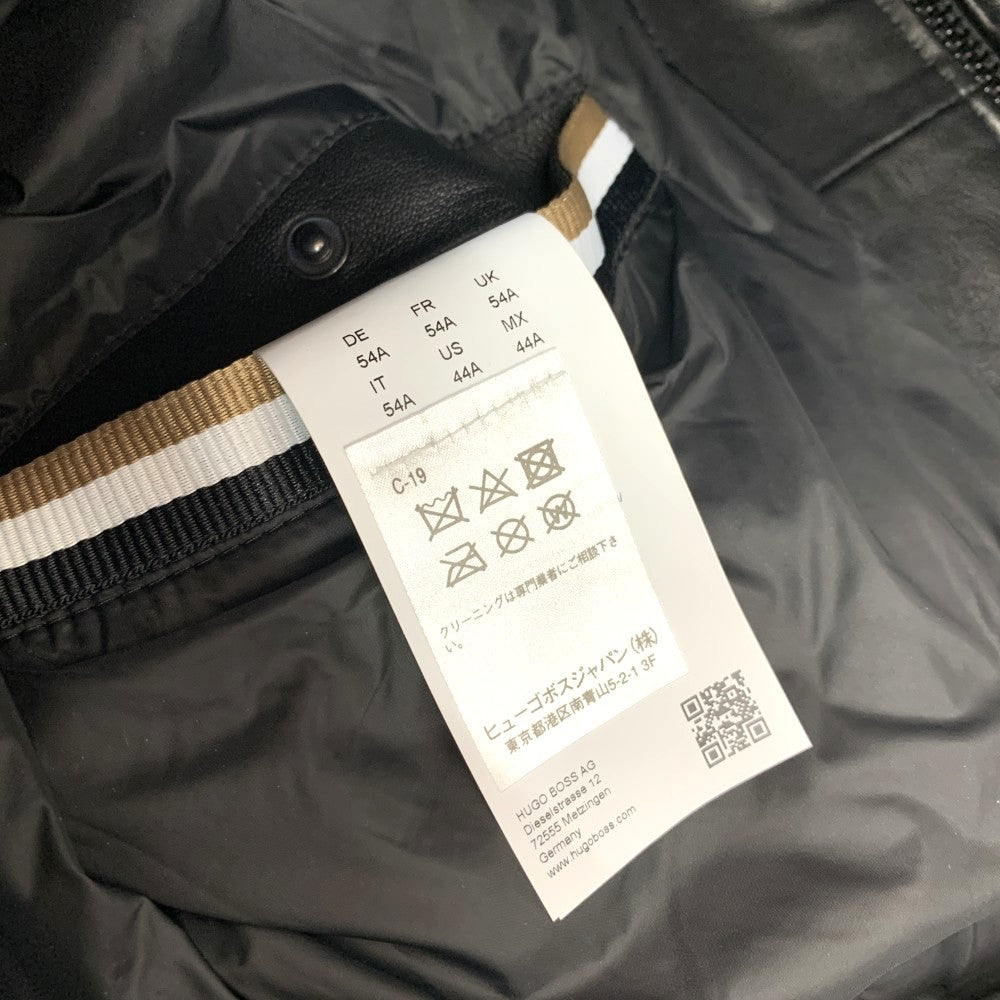 DE FR UK
54A 54A 54A
IT US MX
54A 44A 44A
C-19
クリーニングは専門業者にご相談下さ
い。
ヒューゴボスジャパン(株)
東京都港区南青山5-2-1 3F
HUGO BOSS AG
Dieselstrasse 12
72555 Metzingen
Germany
www.hugoboss.com